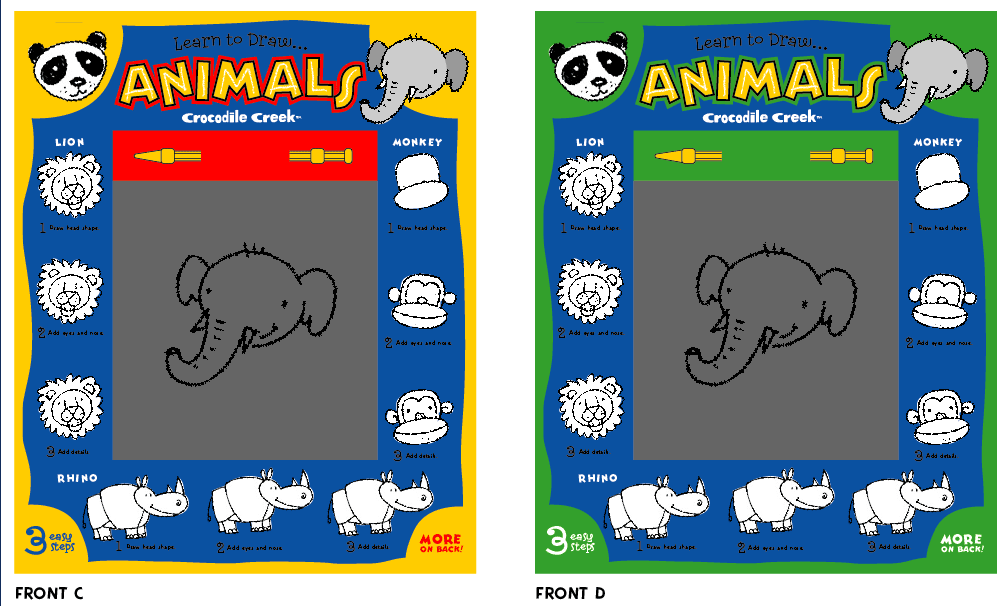 Learn to Draw...
ANIMALS
Crocodile Creek™
LION
MONKEY
1 Draw head shape
1 Draw head shape
2 Add eyes and nose
2 Add eyes and nose
3 Add details
3 Add details
RHINO
1 Draw head shape
2 Add eyes and nose
3 Add details
3 easy steps
MORE
ON BACK!
FRONT C
Learn to Draw...
ANIMALS
Crocodile Creek™
LION
MONKEY
1 Draw head shape
1 Draw head shape
2 Add eyes and nose
2 Add eyes and nose
3 Add details
3 Add details
RHINO
1 Draw head shape
2 Add eyes and nose
3 Add details
3 easy steps
MORE
ON BACK!
FRONT D